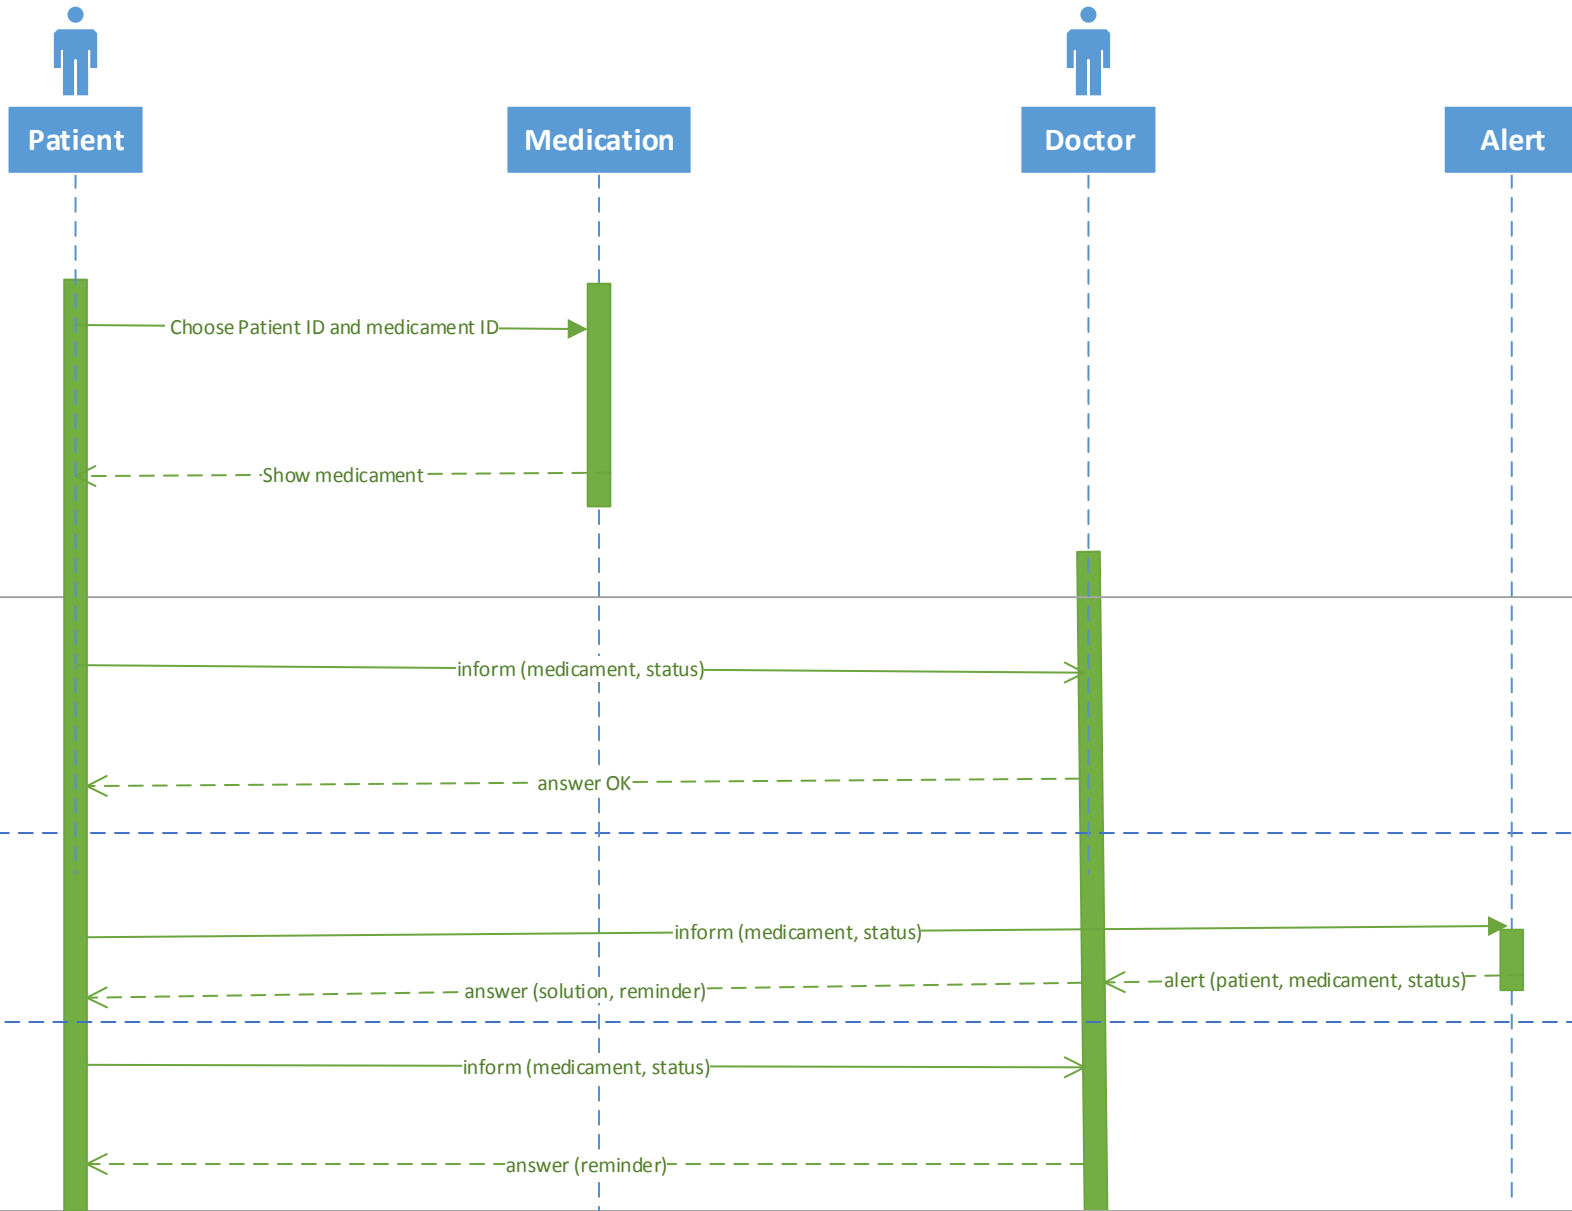 Patient
Medication
Doctor
Alert
Choose Patient ID and medicament ID
Show medicament
inform (medicament, status)
answer OK
inform (medicament, status)
alert (patient, medicament, status)
answer (solution, reminder)
inform (medicament, status)
answer (reminder)